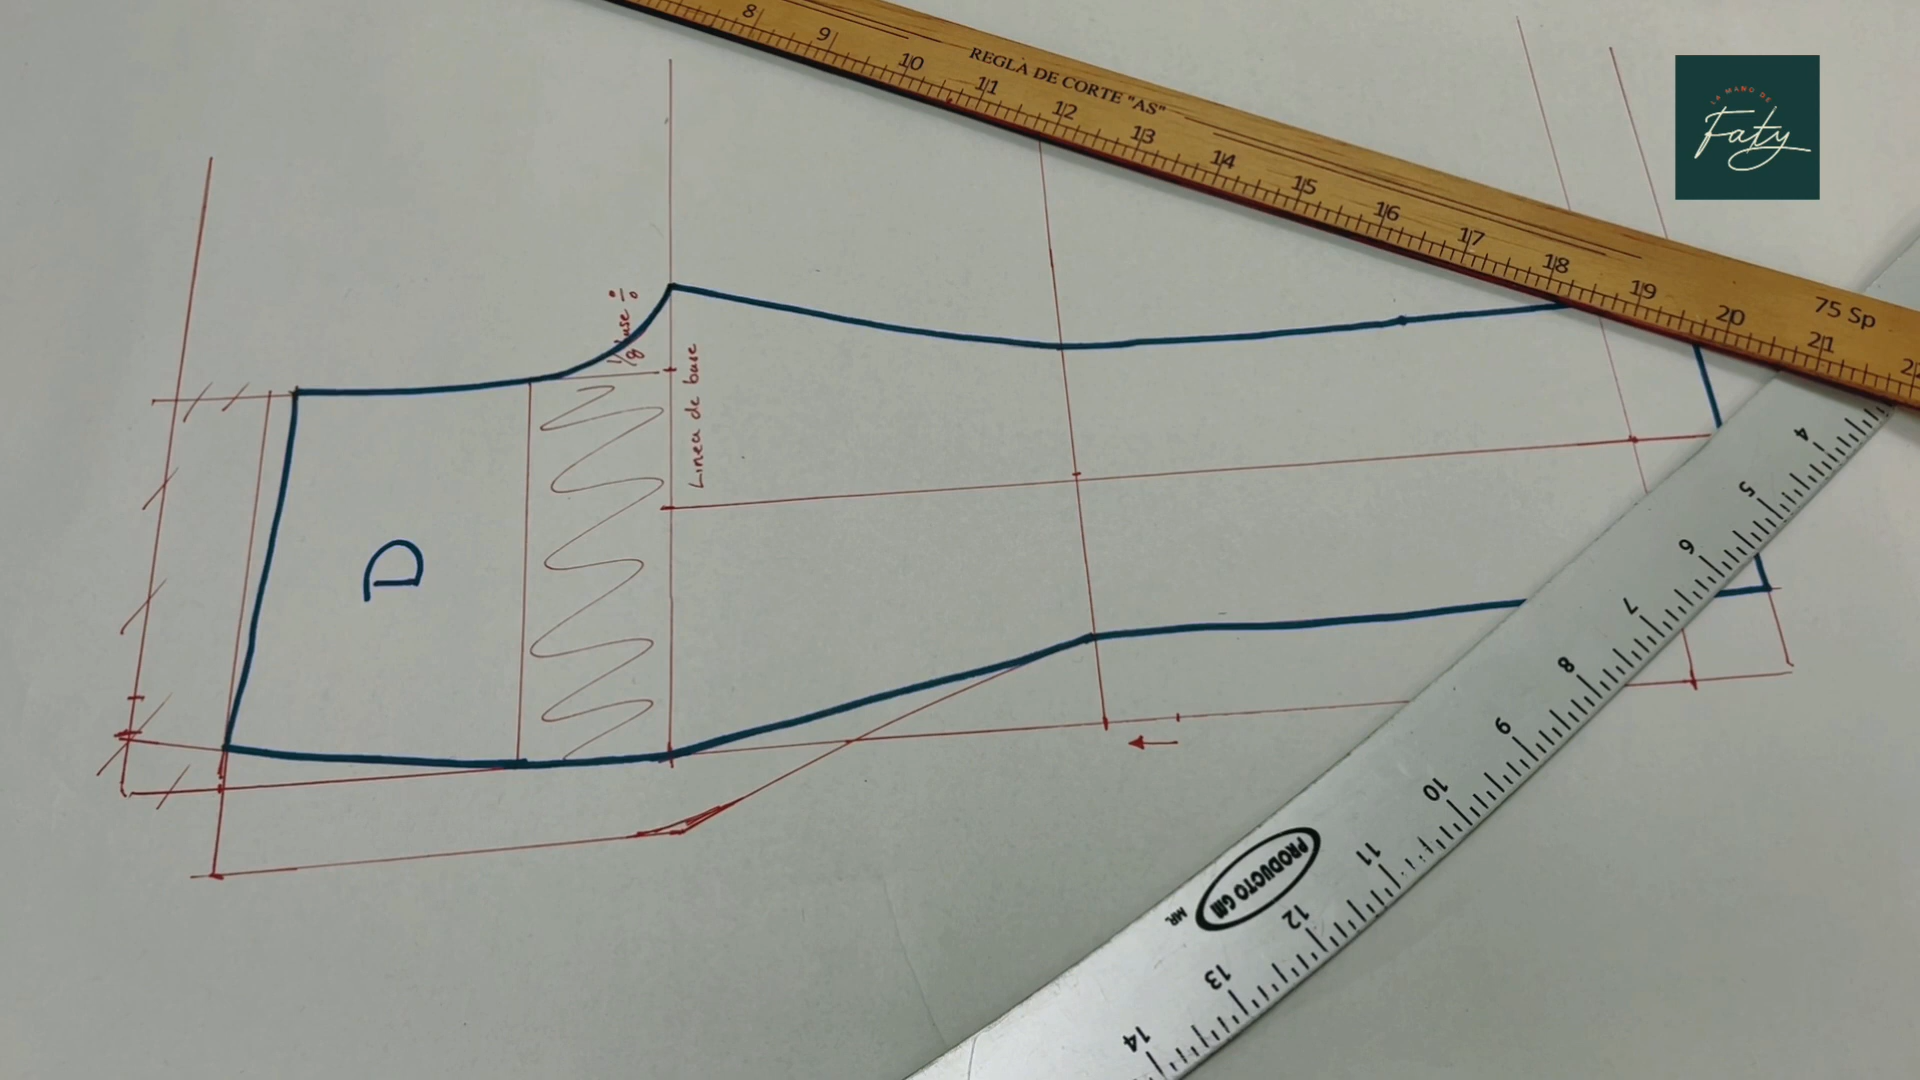 8 9 10 11 12 13 14 15 16 17 18 19 20 21 2
REGLA DE CORTE "AS"
75 Sp
LA MANO DE
Faty
1/8 base ÷
Linea de base
D
4 5 6 7 8 9 10 11 12 13 14
PRODUCTO GM
MR.